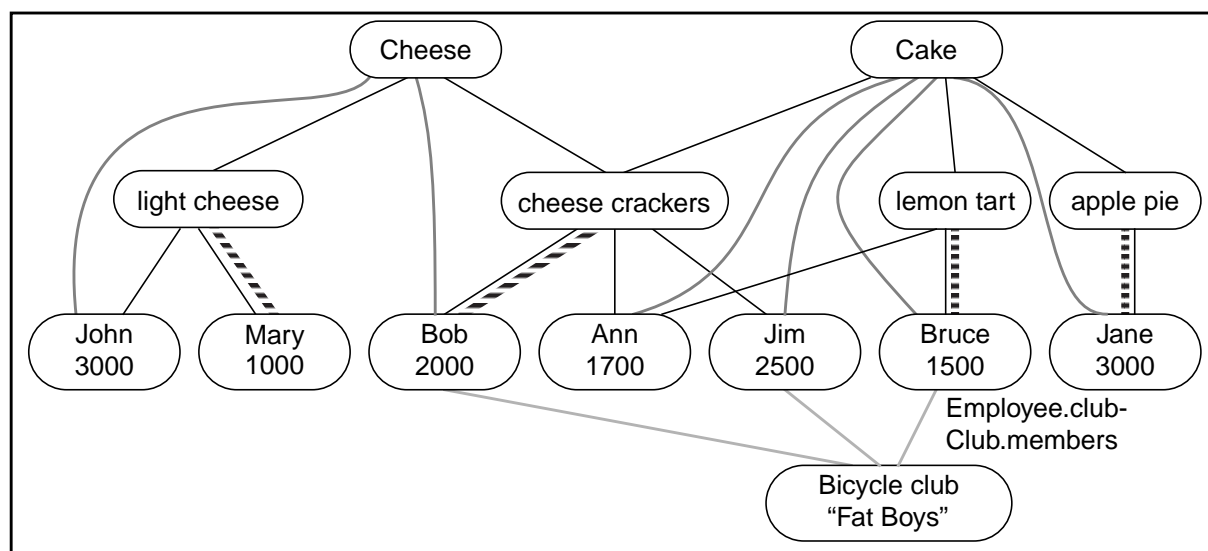 Cheese
Cake
light cheese
cheese crackers
lemon tart
apple pie
John
3000
Mary
1000
Bob
2000
Ann
1700
Jim
2500
Bruce
1500
Jane
3000
Employee.club-
Club.members
Bicycle club
“Fat Boys”